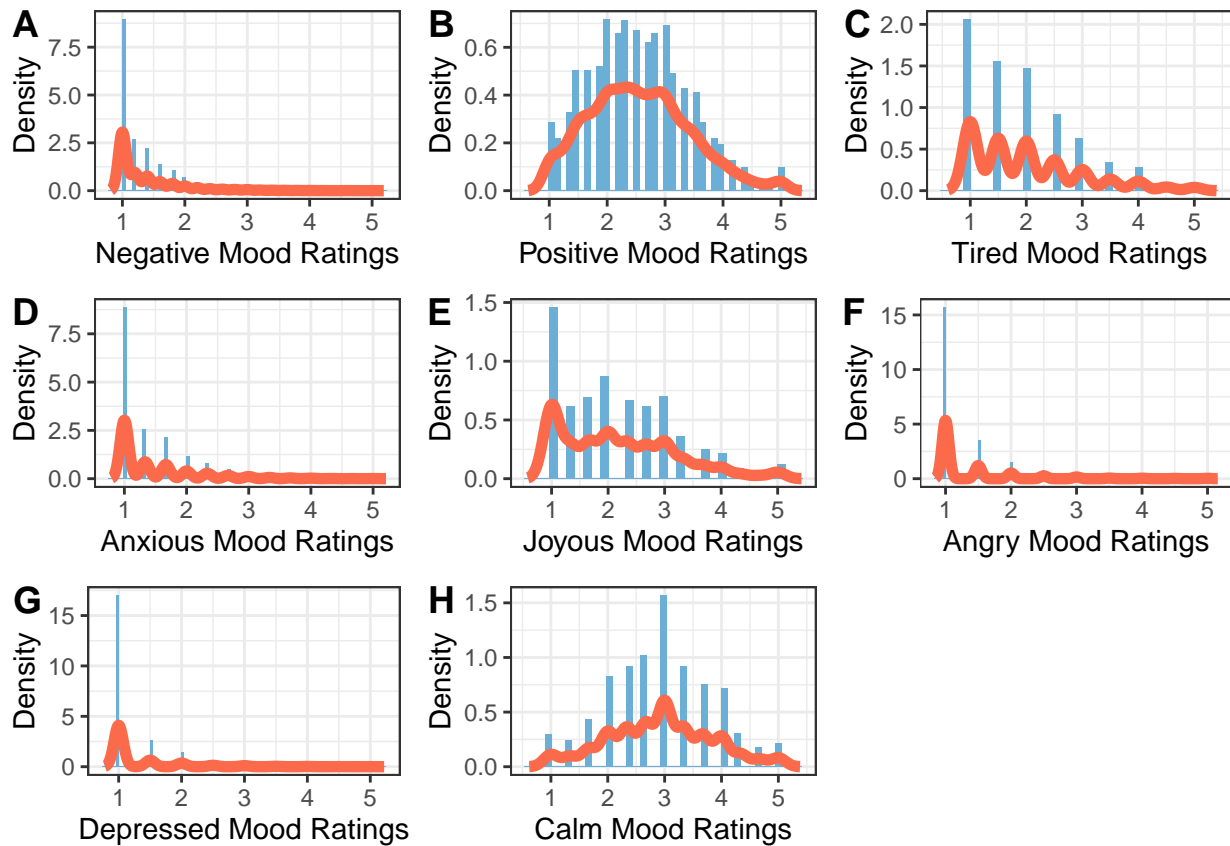 A
Density
7.5
5.0
2.5
0.0
1 2 3 4 5
Negative Mood Ratings
B
Density
0.6
0.4
0.2
0.0
1 2 3 4 5
Positive Mood Ratings
C
Density
2.0
1.5
1.0
0.5
0.0
1 2 3 4 5
Tired Mood Ratings
D
Density
7.5
5.0
2.5
0.0
1 2 3 4 5
Anxious Mood Ratings
E
Density
1.5
1.0
0.5
0.0
1 2 3 4 5
Joyous Mood Ratings
F
Density
15
10
5
0
1 2 3 4 5
Angry Mood Ratings
G
Density
15
10
5
0
1 2 3 4 5
Depressed Mood Ratings
H
Density
1.5
1.0
0.5
0.0
1 2 3 4 5
Calm Mood Ratings